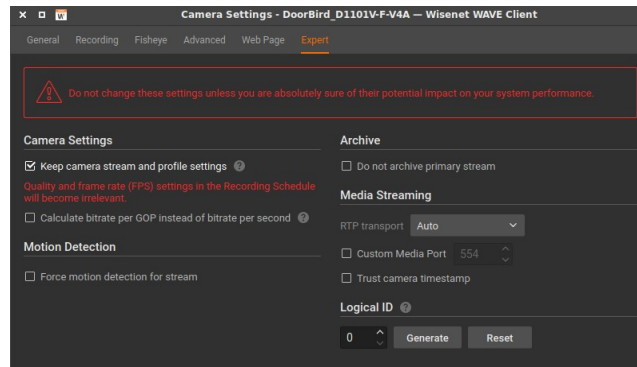 Camera Settings - DoorBird_D1101V-F-V4A — Wisenet WAVE Client
General Recording Fisheye Advanced Web Page Expert
Do not change these settings unless you are absolutely sure of their potential impact on your system performance.
Camera Settings
Keep camera stream and profile settings ?
Quality and frame rate (FPS) settings in the Recording Schedule
will become irrelevant.
Calculate bitrate per GOP instead of bitrate per second ?
Motion Detection
Force motion detection for stream
Archive
Do not archive primary stream
Media Streaming
RTP transport Auto
Custom Media Port 554
Trust camera timestamp
Logical ID ?
0 Generate Reset